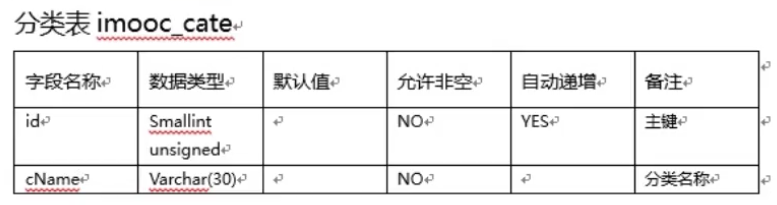 分类表 imooc_cate
字段名称 数据类型 默认值 允许非空 自动递增 备注
id Smallint unsigned NO YES 主键
cName Varchar(30) NO 分类名称